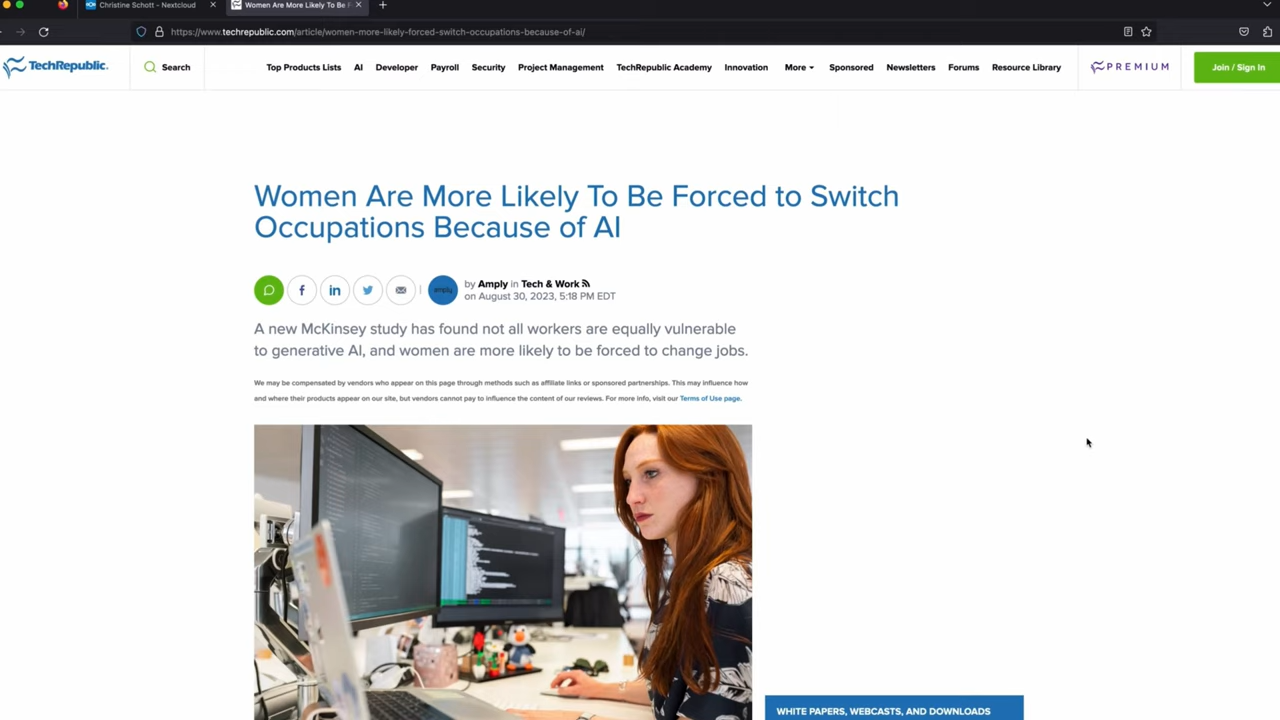 Christine Schott - Nextcloud
Women Are More Likely To Be F
https://www.techrepublic.com/article/women-more-likely-forced-switch-occupations-because-of-ai/
TechRepublic.
Search
Top Products Lists AI Developer Payroll Security Project Management TechRepublic Academy Innovation More Sponsored Newsletters Forums Resource Library
PREMIUM
Join / Sign In
Women Are More Likely To Be Forced to Switch
Occupations Because of AI
by Amply in Tech & Work
on August 30, 2023, 5:18 PM EDT
A new McKinsey study has found not all workers are equally vulnerable
to generative AI, and women are more likely to be forced to change jobs.
We may be compensated by vendors who appear on this page through methods such as affiliate links or sponsored partnerships. This may influence how
and where their products appear on our site, but vendors cannot pay to influence the content of our reviews. For more info, visit our Terms of Use page.
WHITE PAPERS, WEBCASTS, AND DOWNLOADS